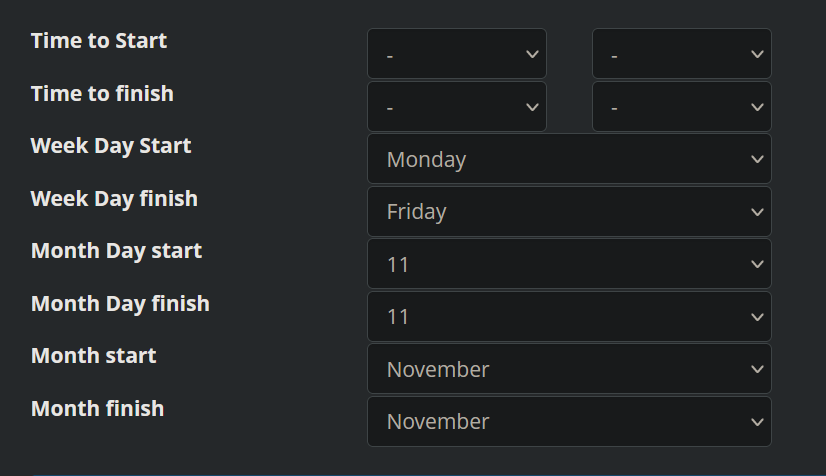 Time to Start - -
Time to finish - -
Week Day Start Monday
Week Day finish Friday
Month Day start 11
Month Day finish 11
Month start November
Month finish November